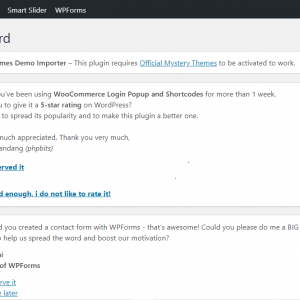 Smart Slider WPForms
rd
mes Demo Importer – This plugin requires Official Mystery Themes to be activated to work.
u've been using WooCommerce Login Popup and Shortcodes for more than 1 week.
u to give it a 5-star rating on WordPress?
to spread its popularity and to make this plugin a better one.
much appreciated. Thank you very much,
andang (phpbits)
erved it
d enough, i do not like to rate it!
d you created a contact form with WPForms - that's awesome! Could you please do me a BIG
o help us spread the word and boost our motivation?
ni
of WPForms
ve it
e later